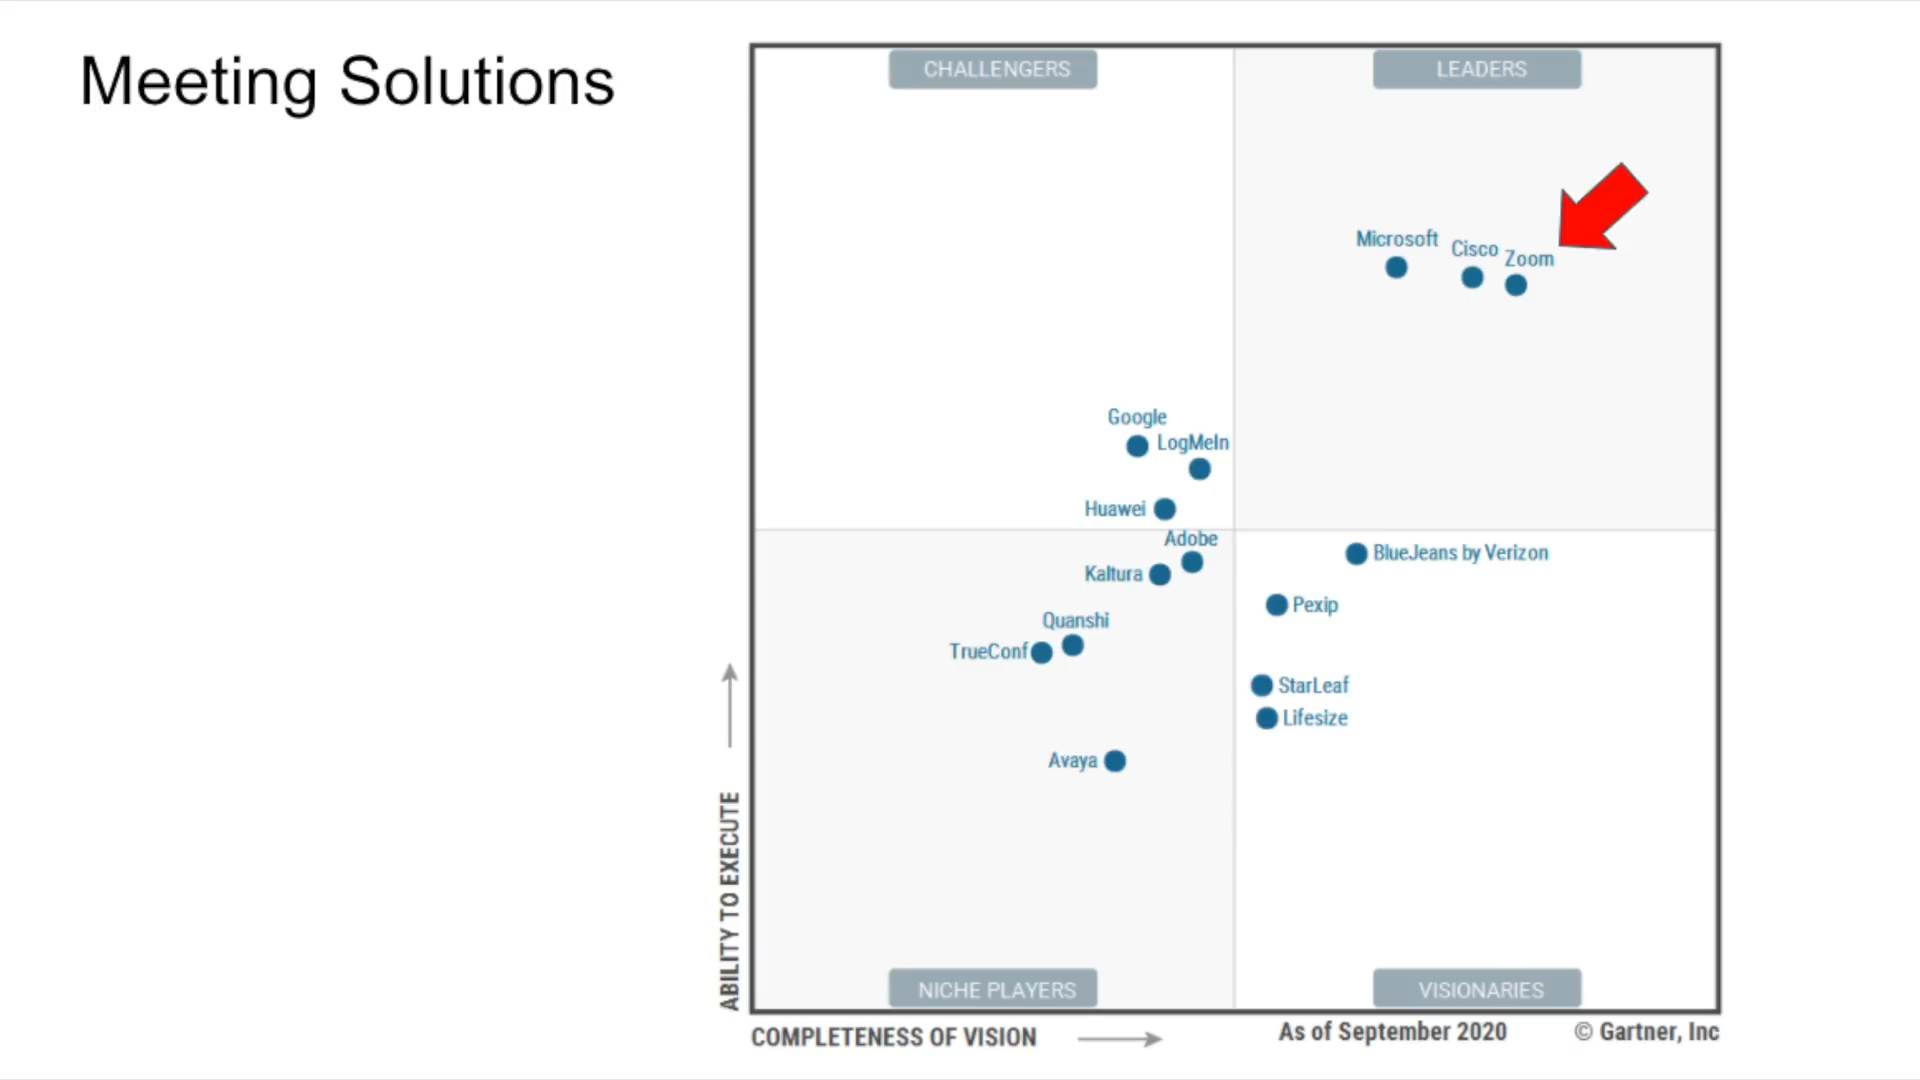 Meeting Solutions
CHALLENGERS
LEADERS
Microsoft
Cisco
Zoom
Google
LogMeIn
Huawei
Adobe
Kaltura
BlueJeans by Verizon
Pexip
Quanshi
TrueConf
StarLeaf
Lifesize
Avaya
ABILITY TO EXECUTE
NICHE PLAYERS
VISIONARIES
COMPLETENESS OF VISION
As of September 2020
© Gartner, Inc